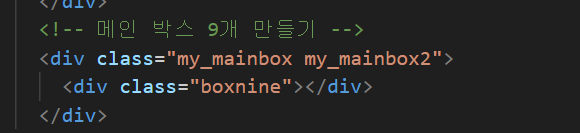 </div>
<!-- 메인 박스 9개 만들기 -->
<div class="my_mainbox my_mainbox2">
<div class="boxnine"></div>
</div>